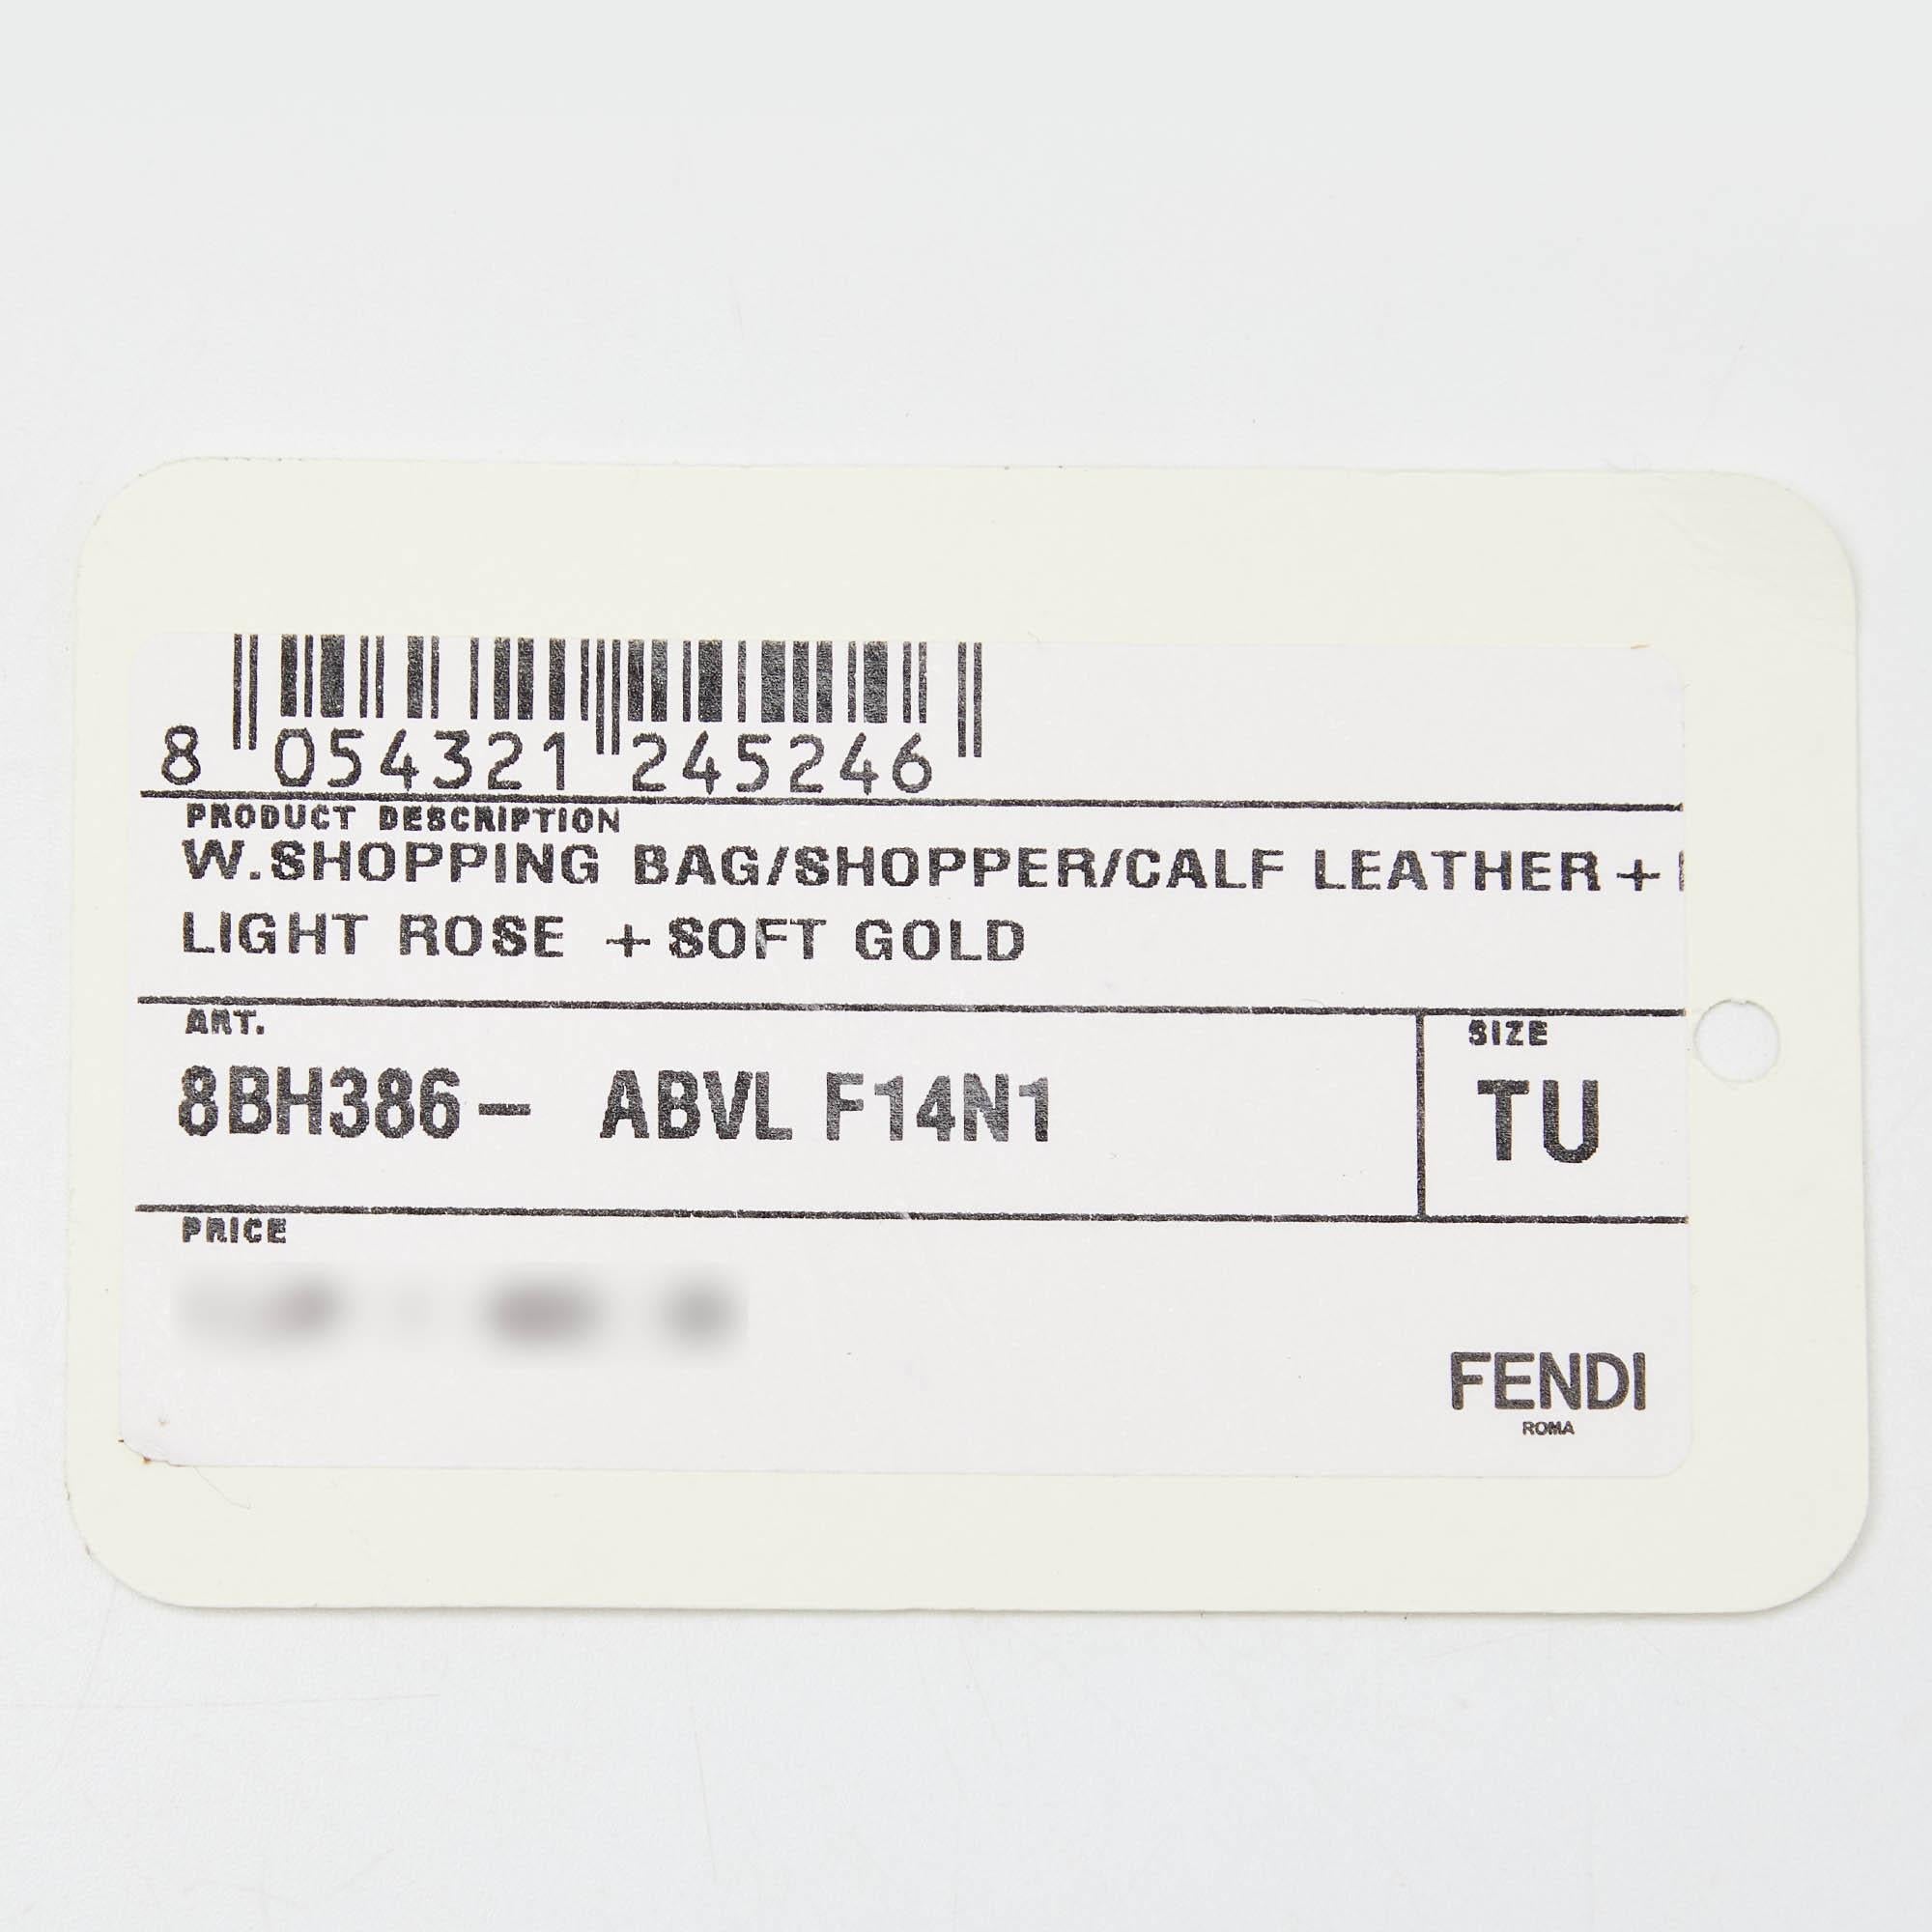 8 054321 245246
PRODUCT DESCRIPTION
W.SHOPPING BAG/SHOPPER/CALF LEATHER+
LIGHT ROSE +SOFT GOLD
ART.
SIZE
8BH386- ABVL F14N1
TU
PRICE
FENDI
ROMA